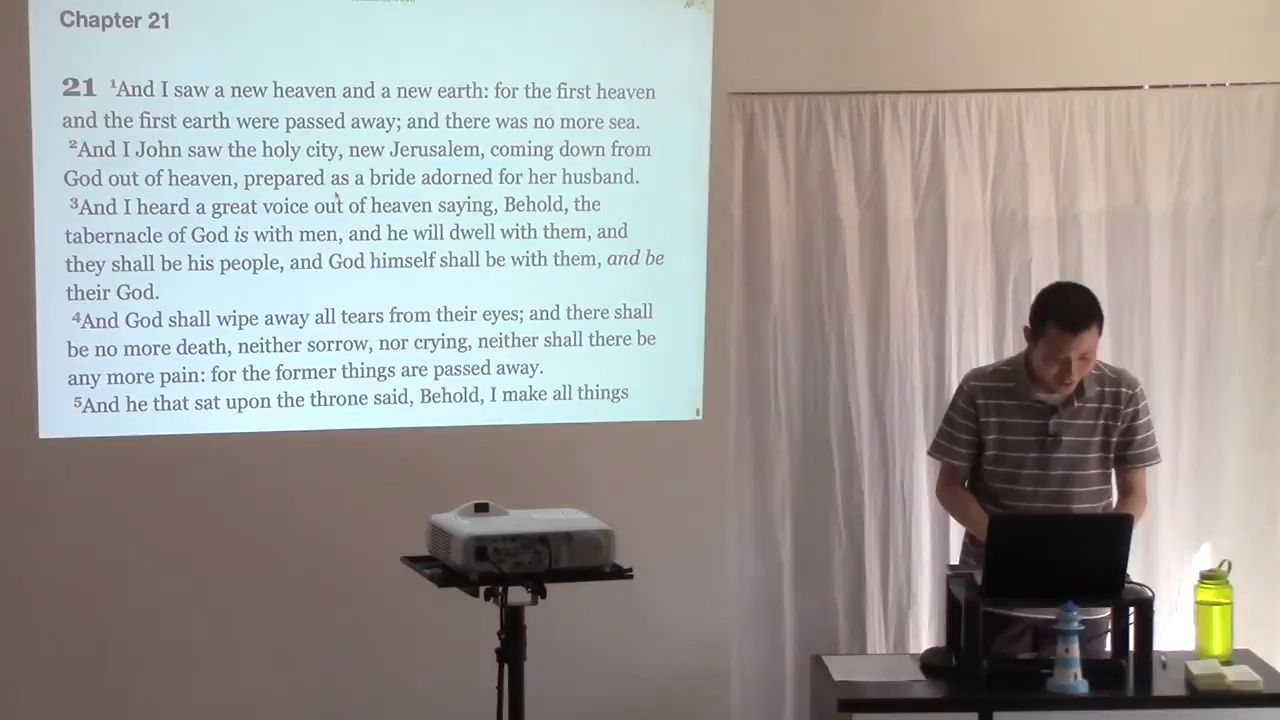 Chapter 21
21 ¹And I saw a new heaven and a new earth: for the first heaven
and the first earth were passed away; and there was no more sea.
²And I John saw the holy city, new Jerusalem, coming down from
God out of heaven, prepared as a bride adorned for her husband.
³And I heard a great voice out of heaven saying, Behold, the
tabernacle of God is with men, and he will dwell with them, and
they shall be his people, and God himself shall be with them, and be
their God.
⁴And God shall wipe away all tears from their eyes; and there shall
be no more death, neither sorrow, nor crying, neither shall there be
any more pain: for the former things are passed away.
⁵And he that sat upon the throne said, Behold, I make all things